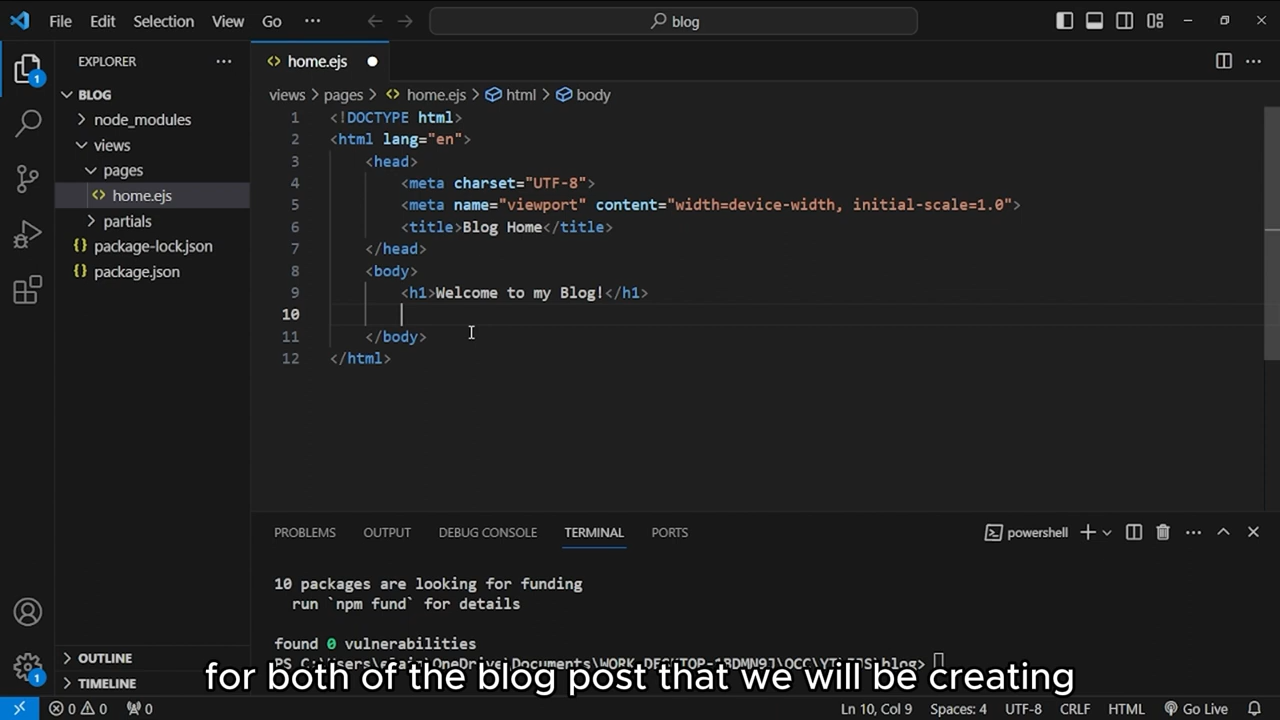 File Edit Selection View Go ··· blog
EXPLORER ···
home.ejs
BLOG
node_modules
views
pages
home.ejs
partials
package-lock.json
package.json
OUTLINE
TIMELINE
1
1
views > pages > home.ejs > html > body
1 <!DOCTYPE html>
2 <html lang="en">
3 <head>
4 <meta charset="UTF-8">
5 <meta name="viewport" content="width=device-width, initial-scale=1.0">
6 <title>Blog Home</title>
7 </head>
8 <body>
9 <h1>Welcome to my Blog!</h1>
10
11 </body>
12 </html>
PROBLEMS OUTPUT DEBUG CONSOLE TERMINAL PORTS powershell
10 packages are looking for funding
run `npm fund` for details
found 0 vulnerabilities
blog>
for both of the blog post that we will be creating
0 0 0 Ln 10, Col 9 Spaces: 4 UTF-8 CRLF HTML Go Live